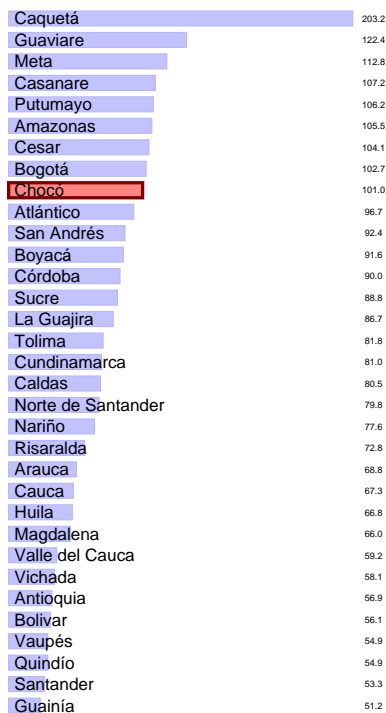 Caquetá 203.2
Guaviare 122.4
Meta 112.8
Casanare 107.2
Putumayo 106.2
Amazonas 105.5
Cesar 104.1
Bogotá 102.7
Chocó 101.0
Atlántico 96.7
San Andrés 92.4
Boyacá 91.6
Córdoba 90.0
Sucre 88.8
La Guajira 86.7
Tolima 81.8
Cundinamarca 81.0
Caldas 80.5
Norte de Santander 79.8
Nariño 77.6
Risaralda 72.8
Arauca 68.8
Cauca 67.3
Huila 66.8
Magdalena 66.0
Valle del Cauca 59.2
Vichada 58.1
Antioquia 56.9
Bolivar 56.1
Vaupés 54.9
Quindío 54.9
Santander 53.3
Guainía 51.2